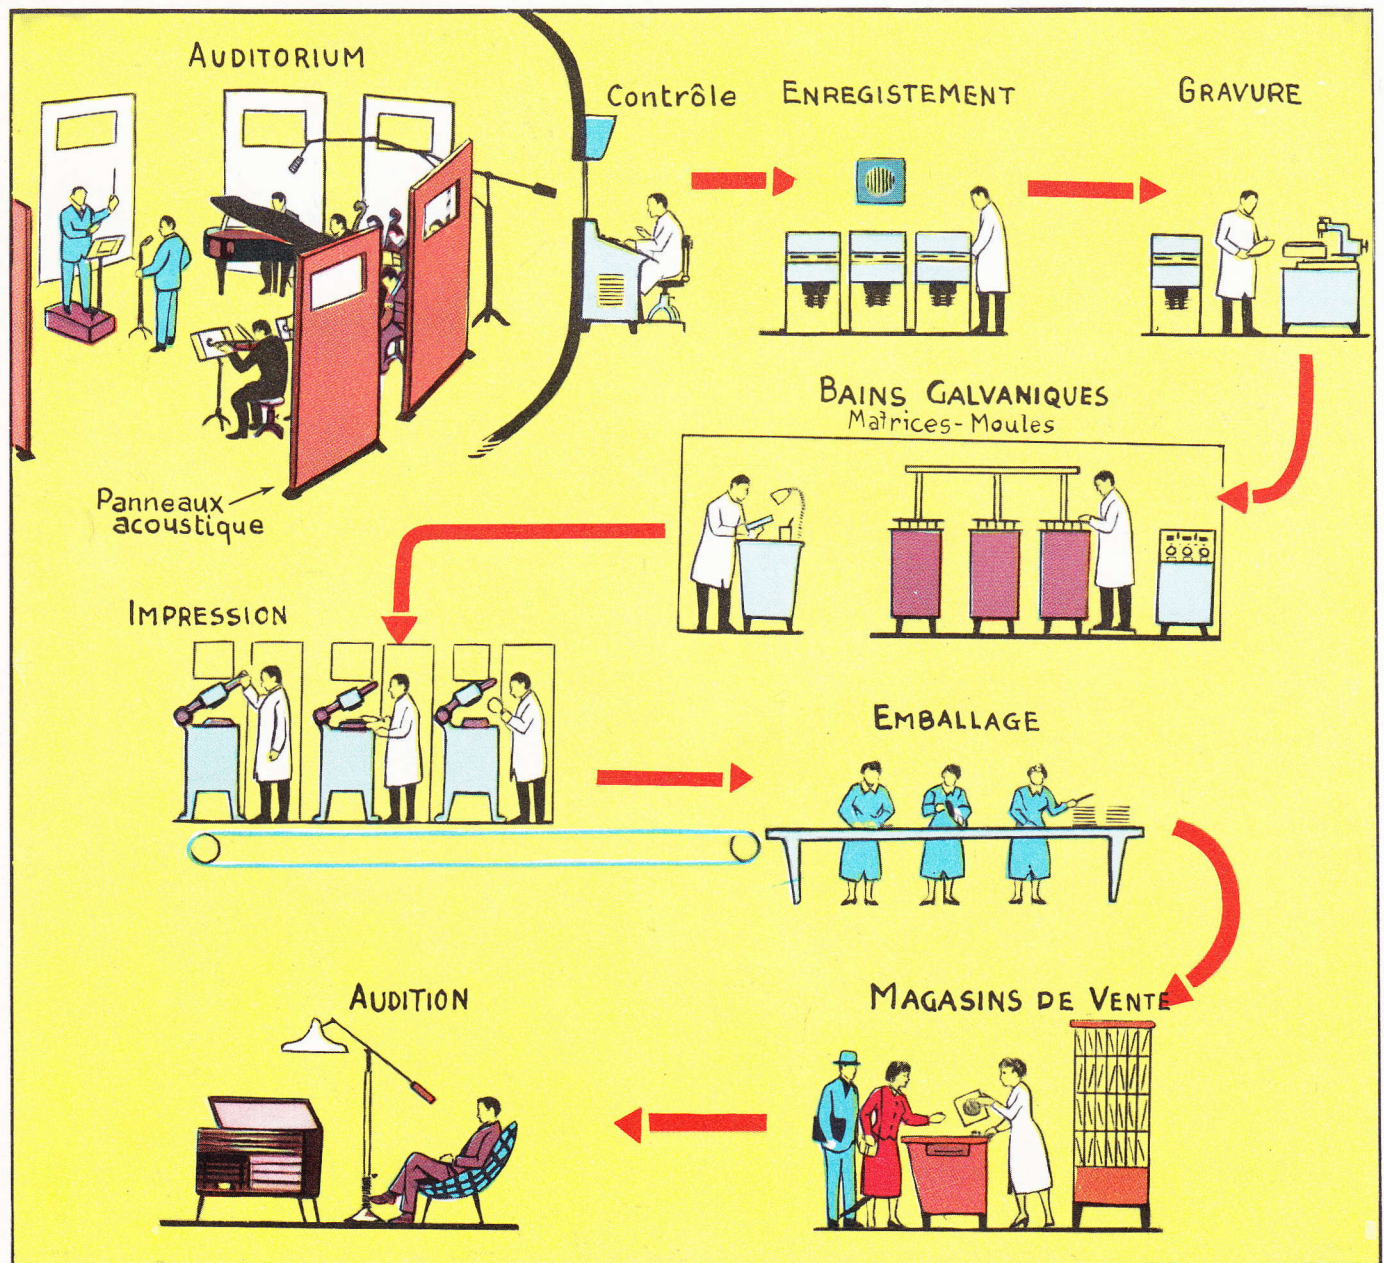 AUDITORIUM
Contrôle
ENREGISTEMENT
GRAVURE
BAINS GALVANIQUES
Matrices-Moules
Panneaux
acoustique
IMPRESSION
EMBALLAGE
AUDITION
MAGASINS DE VENTE